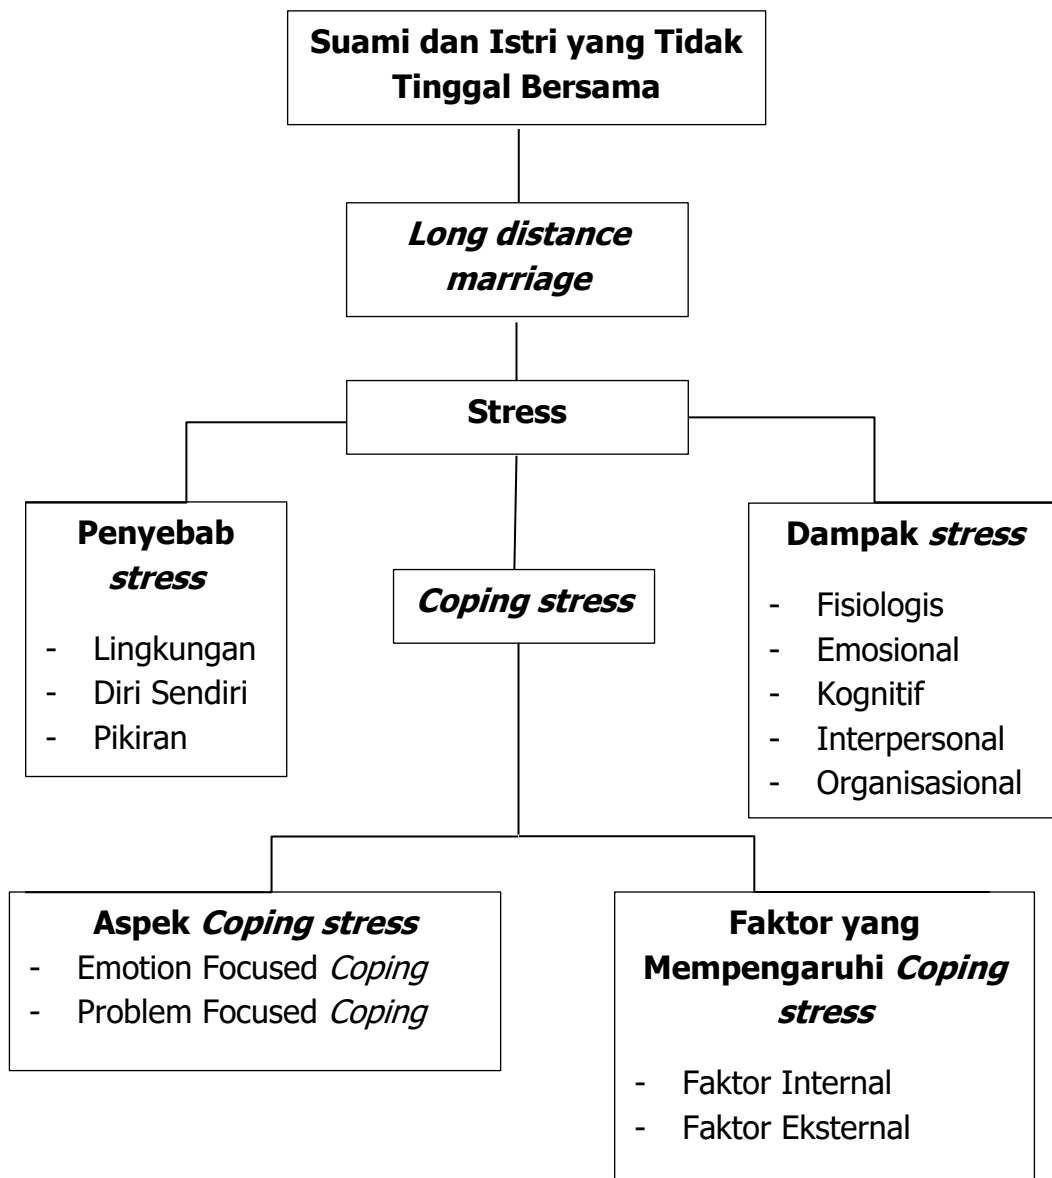 Suami dan Istri yang Tidak
Tinggal Bersama
Long distance
marriage
Stress
Penyebab
stress
- Lingkungan
- Diri Sendiri
- Pikiran
Coping stress
Dampak stress
- Fisiologis
- Emosional
- Kognitif
- Interpersonal
- Organisasional
Aspek Coping stress
- Emotion Focused Coping
- Problem Focused Coping
Faktor yang
Mempengaruhi Coping
stress
- Faktor Internal
- Faktor Eksternal